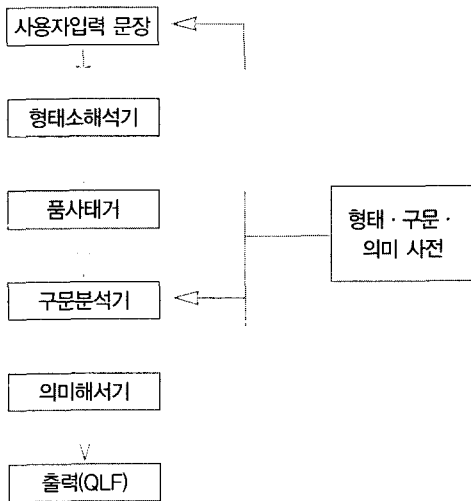 사용자입력 문장
형태소해석기
품사태거
구문분석기
의미해서기
출력(QLF)
형태 · 구문 ·
의미 사전